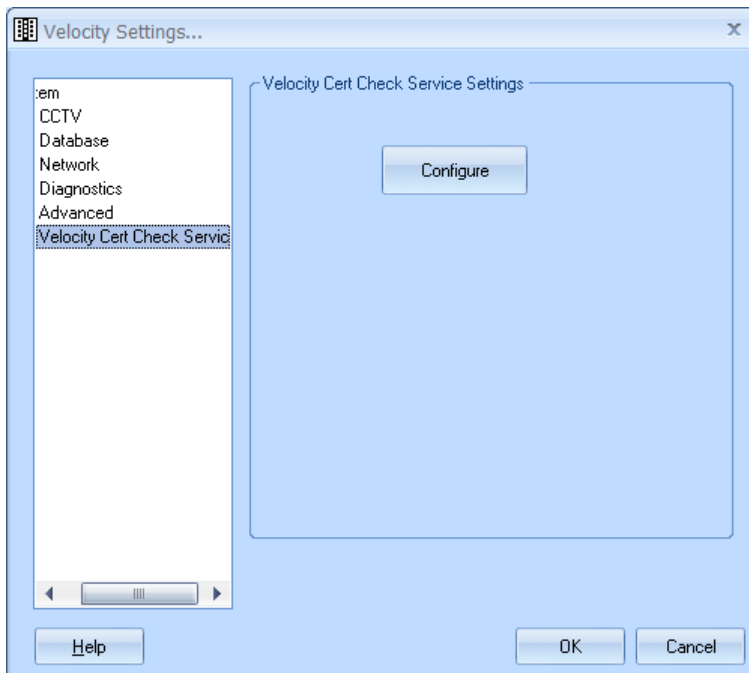 Velocity Settings...
:em
CCTV
Database
Network
Diagnostics
Advanced
Velocity Cert Check Servic
Velocity Cert Check Service Settings
Configure
Help
OK
Cancel